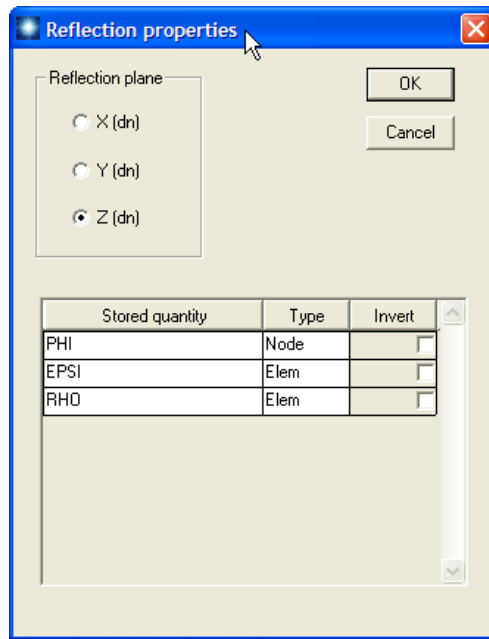 Reflection properties
Reflection plane
X (dn)
Y (dn)
Z (dn)
OK
Cancel
Stored quantity Type Invert
PHI Node
EPSI Elem
RHO Elem